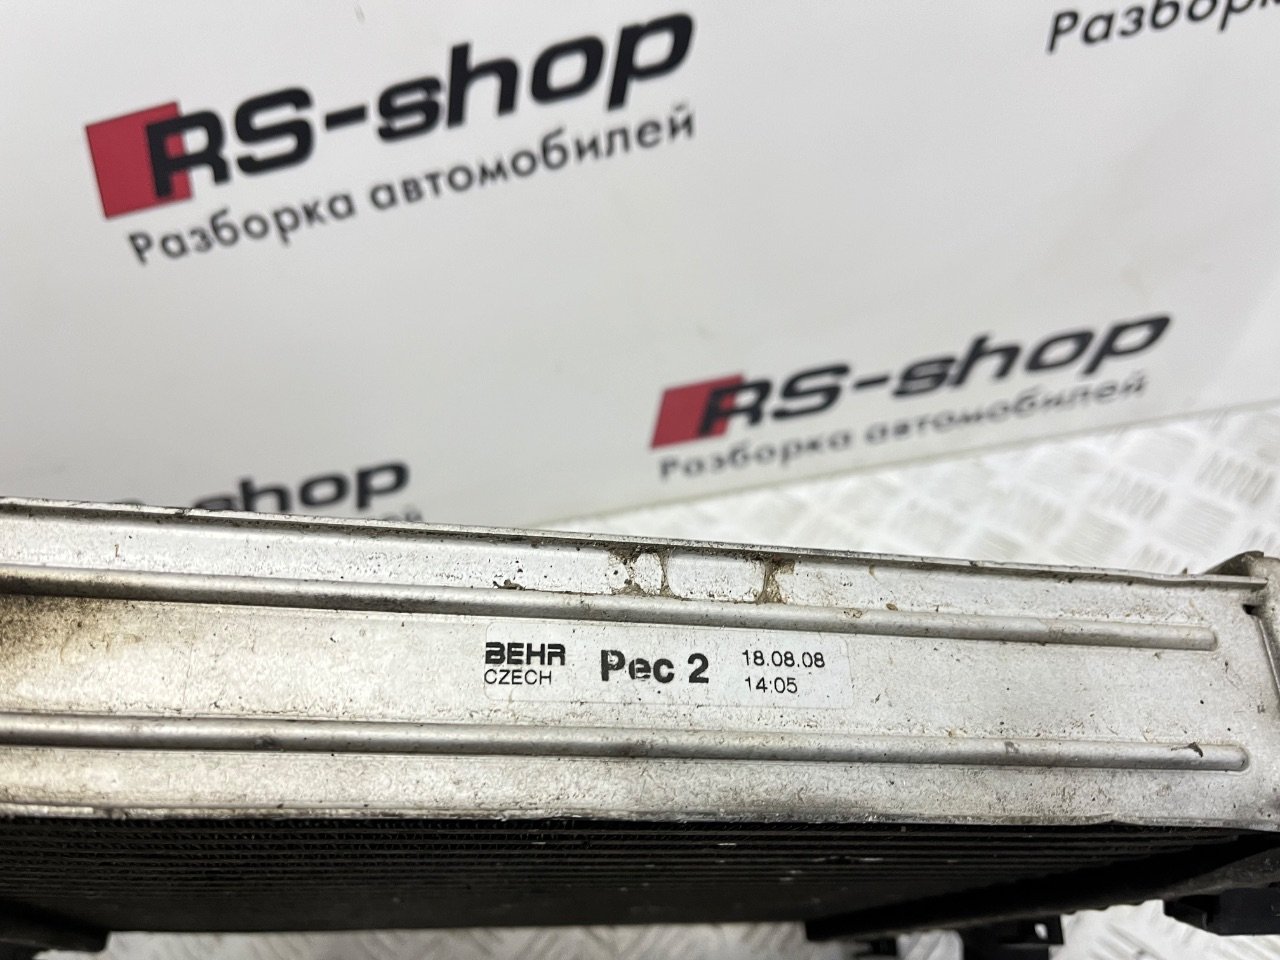 RS-shop
Разборка автомобилей
Разбор
RS-shop
Разборка автомобилей
shop
BEHR
CZECH
Pec 2
18.08.08
14:05